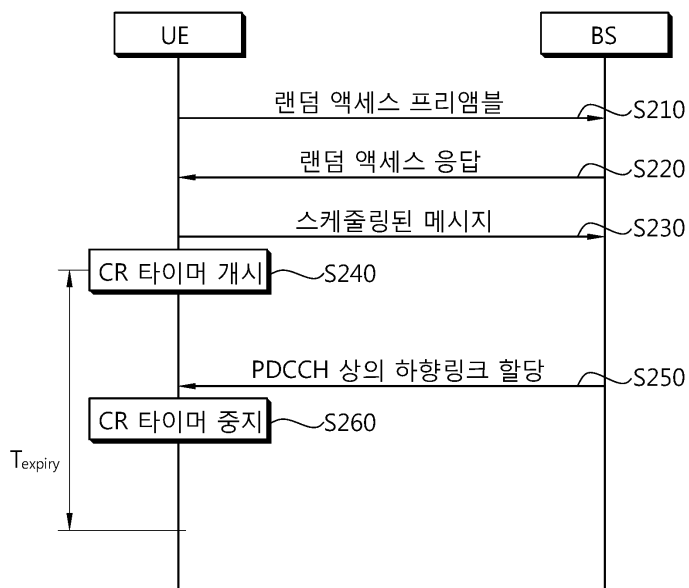 UE
BS
랜덤 액세스 프리앰블
S210
랜덤 액세스 응답
S220
스케줄링된 메시지
S230
CR 타이머 개시
S240
PDCCH 상의 하향링크 할당
S250
CR 타이머 중지
S260
Texpiry